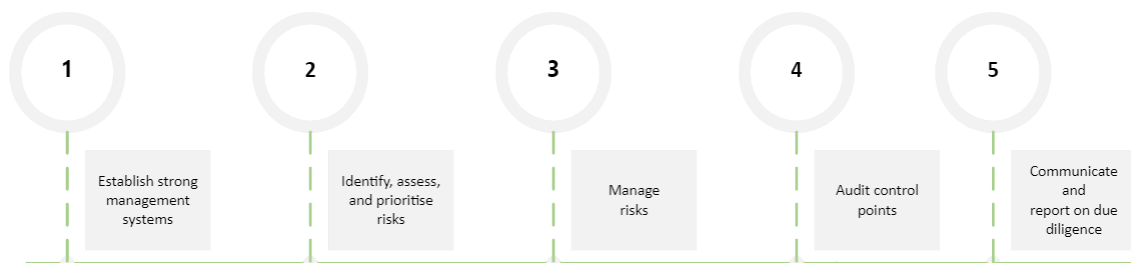 1
2
3
4
5
Establish strong
management
systems
Identify, assess,
and prioritise
risks
Manage
risks
Audit control
points
Communicate
and
report on due
diligence